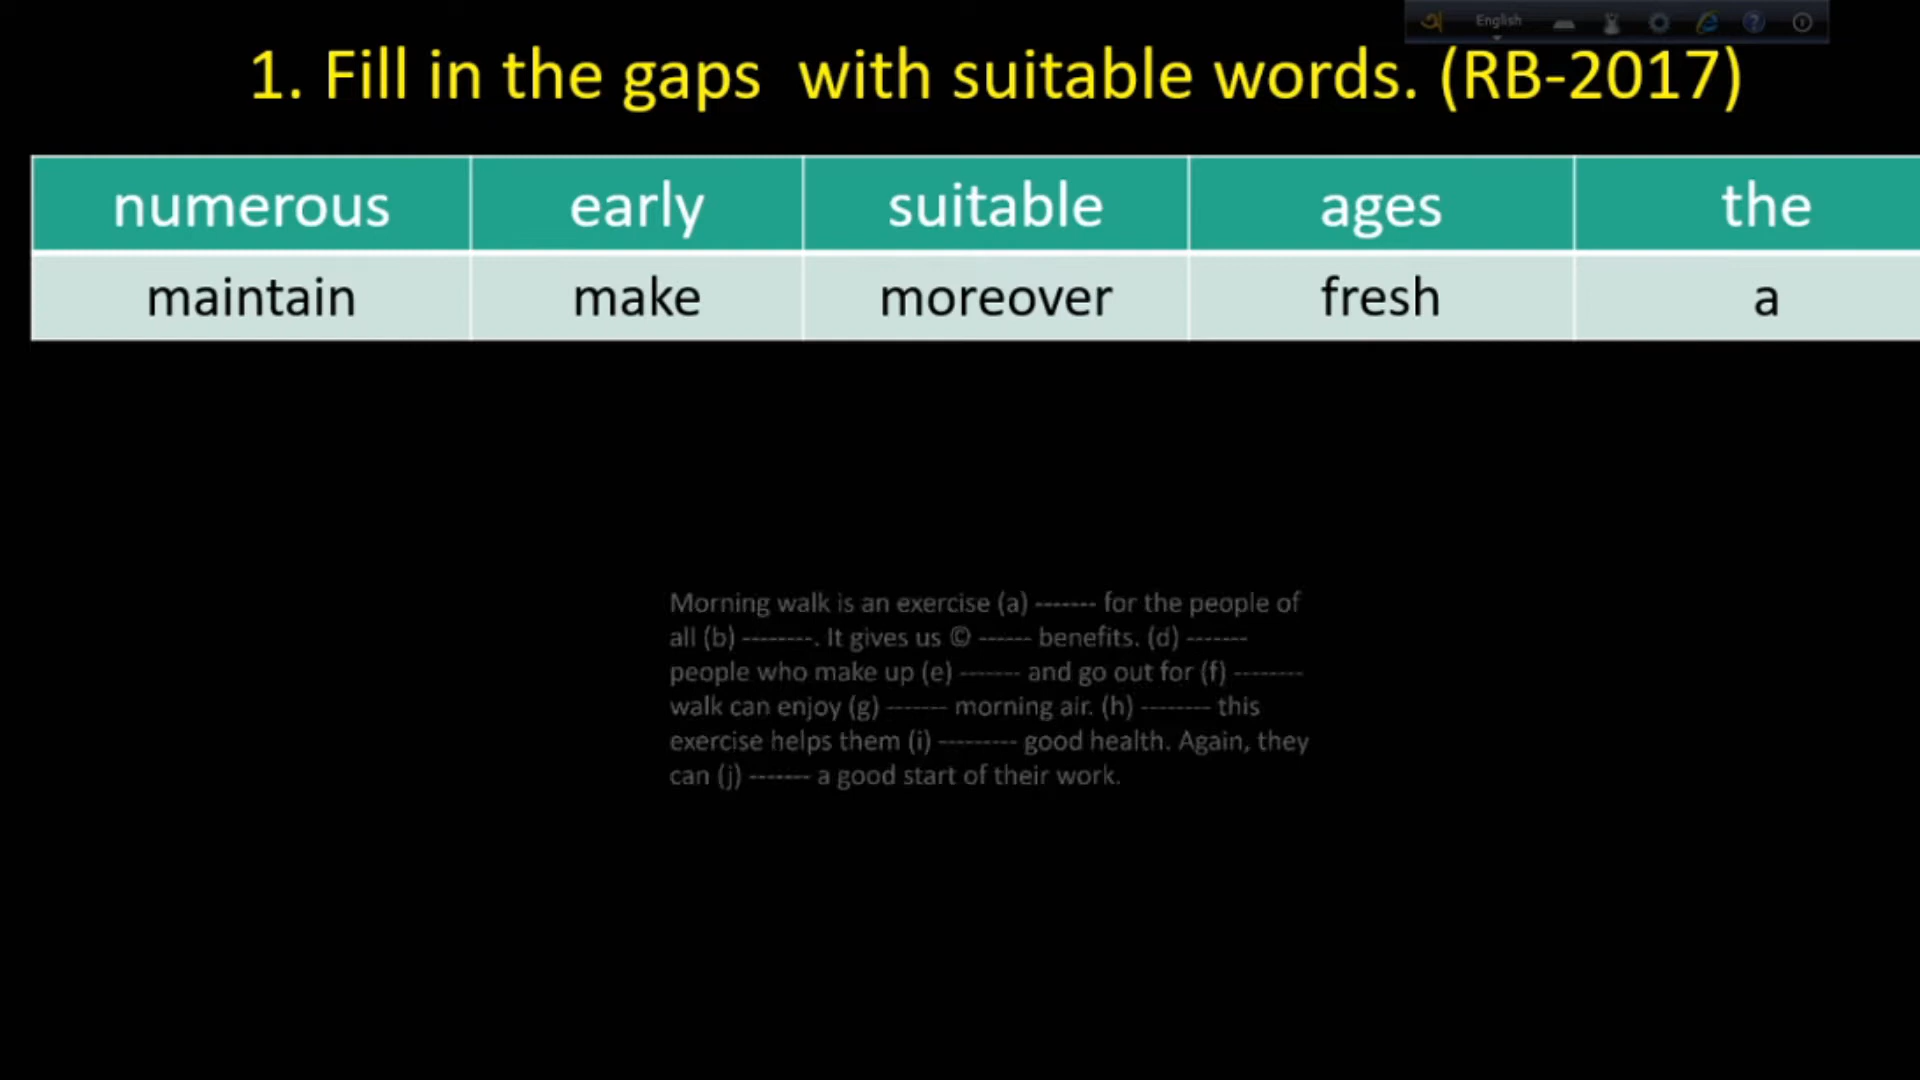 English
1. Fill in the gaps with suitable words. (RB-2017)
numerous early suitable ages the
maintain make moreover fresh a
Morning walk is an exercise (a) ------- for the people of
all (b) --------. It gives us © ------ benefits. (d) -------
people who make up (e) ------- and go out for (f) --------
walk can enjoy (g) ------- morning air. (h) -------- this
exercise helps them (i) --------- good health. Again, they
can (j) ------- a good start of their work.